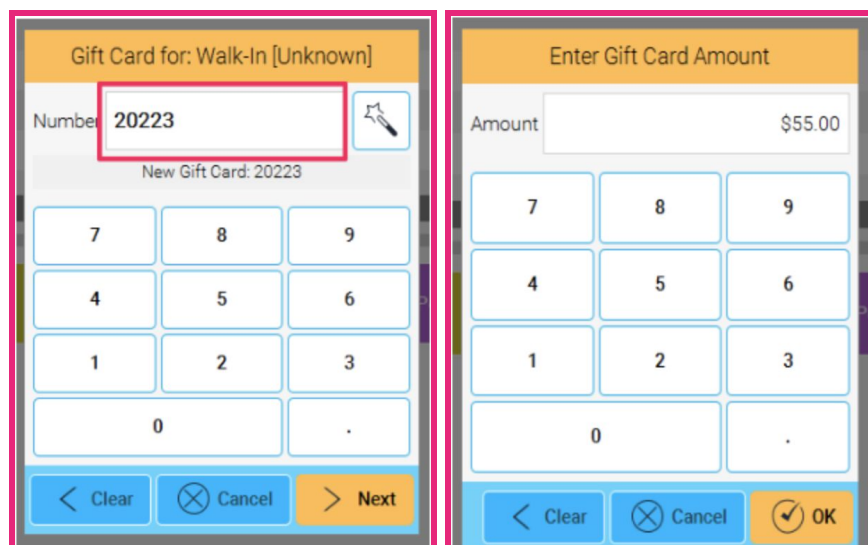 Gift Card for: Walk-In [Unknown]
Number 20223
New Gift Card: 20223
7 8 9
4 5 6
1 2 3
0 .
Clear Cancel Next
Enter Gift Card Amount
Amount $55.00
7 8 9
4 5 6
1 2 3
0 .
Clear Cancel OK